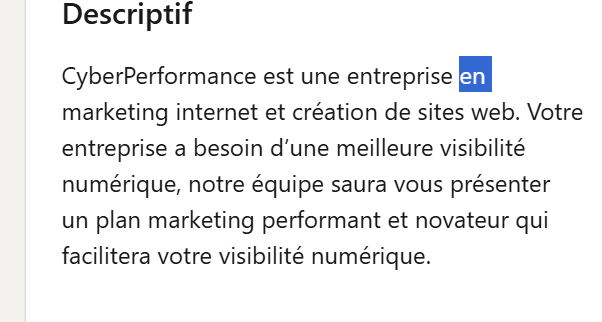 Descriptif
CyberPerformance est une entreprise en
marketing internet et création de sites web. Votre
entreprise a besoin d’une meilleure visibilité
numérique, notre équipe saura vous présenter
un plan marketing performant et novateur qui
facilitera votre visibilité numérique.